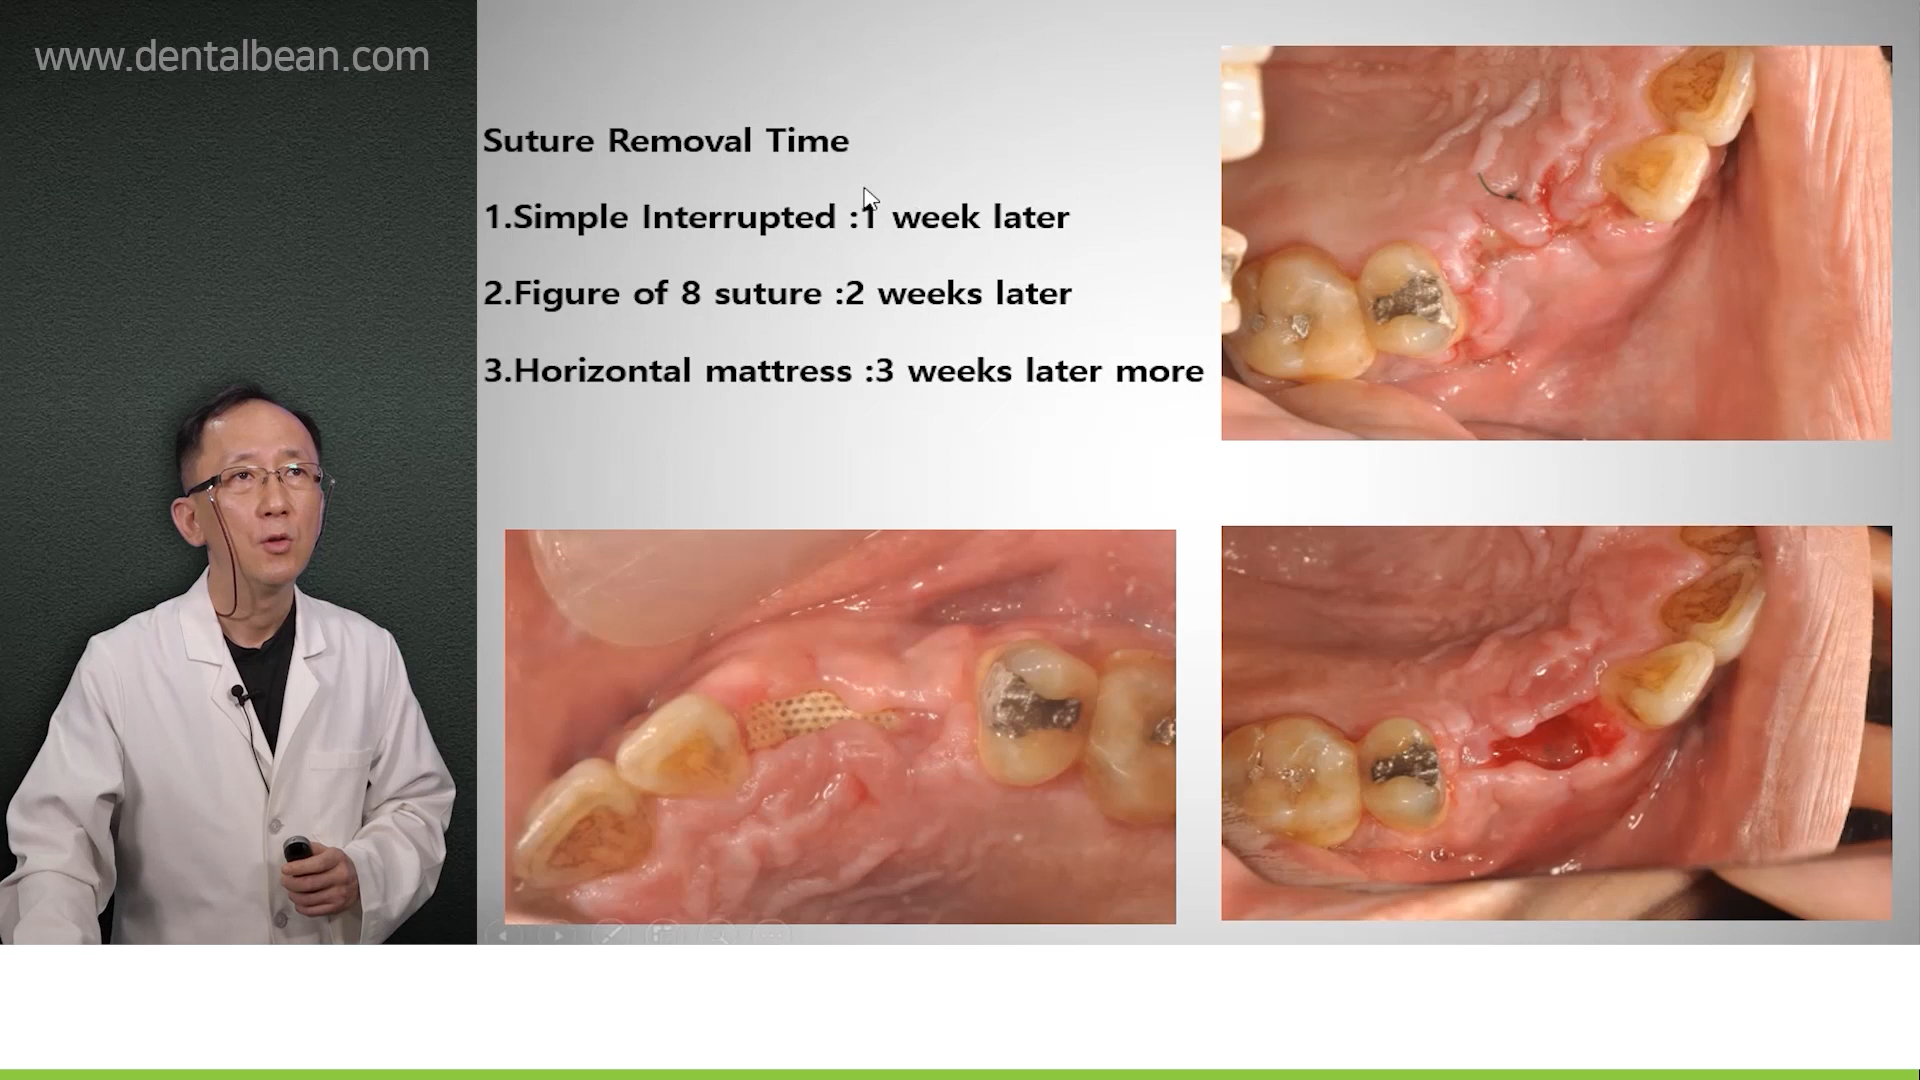 www.dentalbean.com
Suture Removal Time
1.Simple Interrupted :1 week later
2.Figure of 8 suture :2 weeks later
3.Horizontal mattress :3 weeks later more